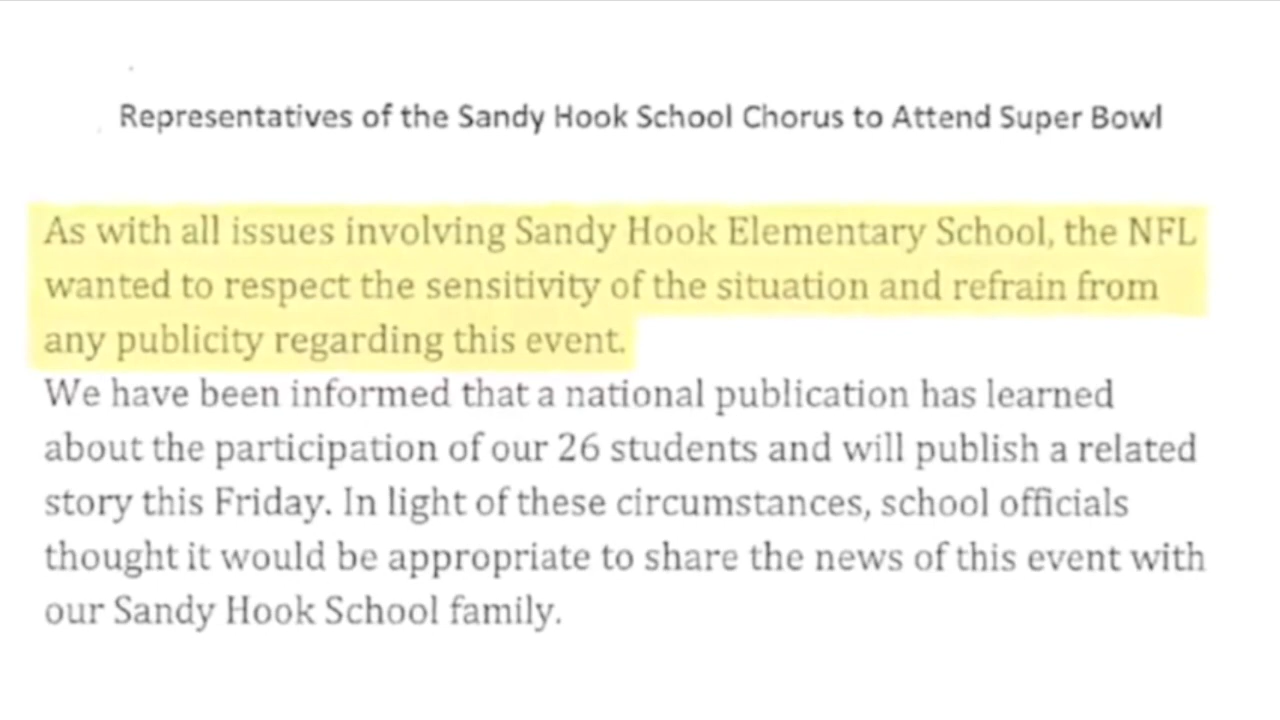 Representatives of the Sandy Hook School Chorus to Attend Super Bowl
As with all issues involving Sandy Hook Elementary School, the NFL
wanted to respect the sensitivity of the situation and refrain from
any publicity regarding this event.
We have been informed that a national publication has learned
about the participation of our 26 students and will publish a related
story this Friday. In light of these circumstances, school officials
thought it would be appropriate to share the news of this event with
our Sandy Hook School family.